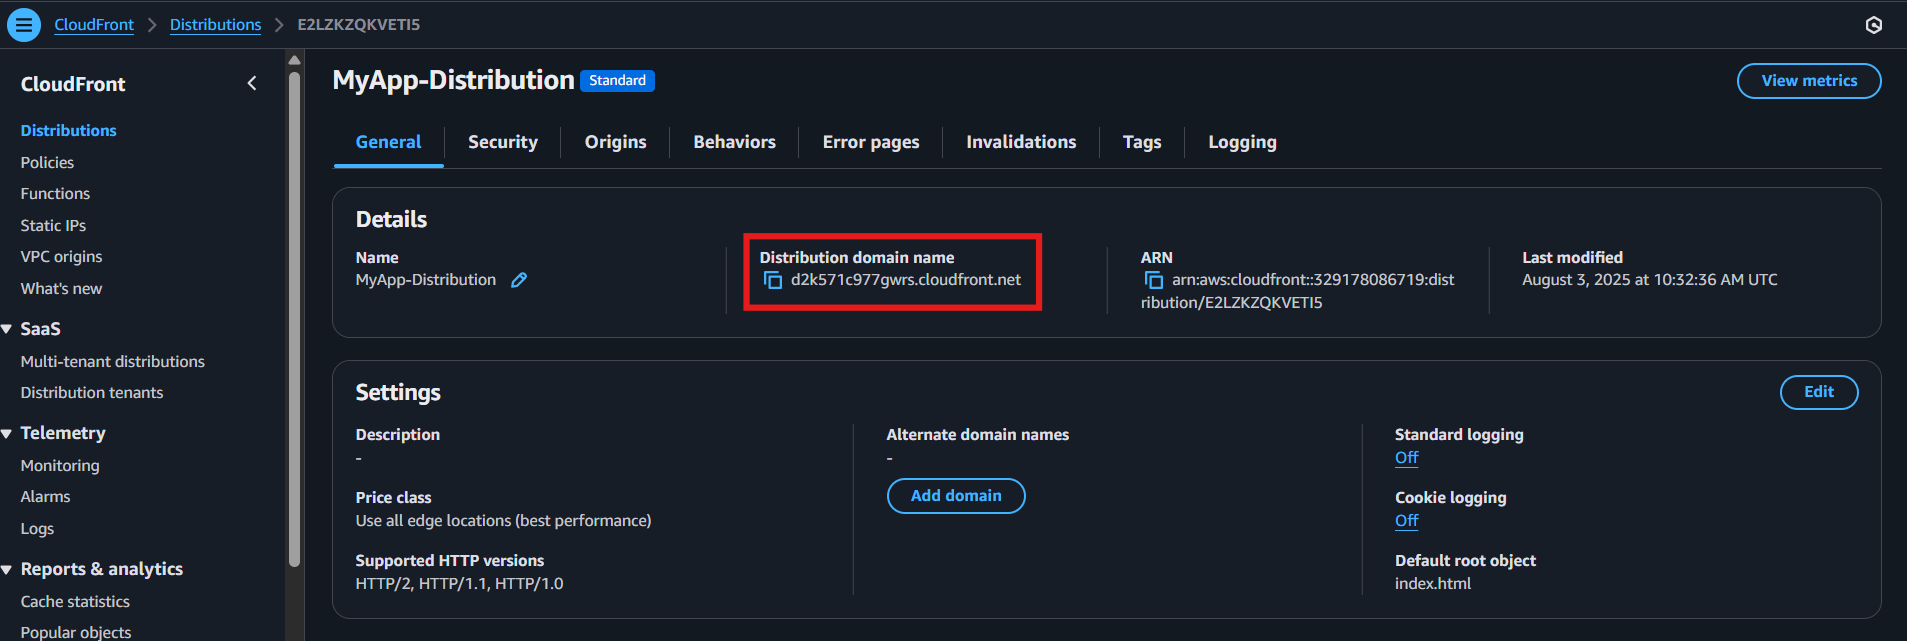 CloudFront > Distributions > E2LZKZQKVETI5
CloudFront
Distributions
Policies
Functions
Static IPs
VPC origins
What's new
SaaS
Multi-tenant distributions
Distribution tenants
Telemetry
Monitoring
Alarms
Logs
Reports & analytics
Cache statistics
Popular objects
MyApp-Distribution Standard
View metrics
General Security Origins Behaviors Error pages Invalidations Tags Logging
Details
Name
MyApp-Distribution
Distribution domain name
d2k571c977gwrs.cloudfront.net
ARN
arn:aws:cloudfront::329178086719:dist
ribution/E2LZKZQKVETI5
Last modified
August 3, 2025 at 10:32:36 AM UTC
Settings
Edit
Description
-
Price class
Use all edge locations (best performance)
Supported HTTP versions
HTTP/2, HTTP/1.1, HTTP/1.0
Alternate domain names
-
Add domain
Standard logging
Off
Cookie logging
Off
Default root object
index.html